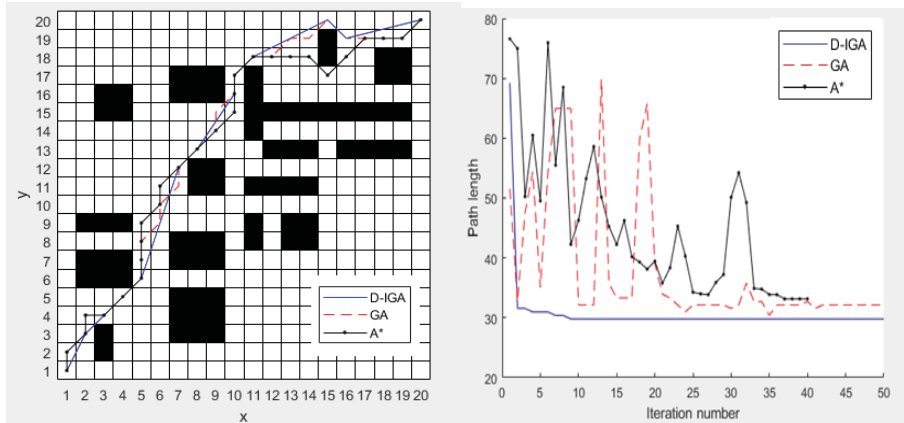 20
19
18
17
16
15
14
13
12
11
10
9
8
7
6
5
4
3
2
1
y
D-IGA
GA
A*
1 2 3 4 5 6 7 8 9 10 11 12 13 14 15 16 17 18 19 20
x
80
70
60
50
40
30
20
Path length
D-IGA
GA
A*
0 5 10 15 20 25 30 35 40 45 50
Iteration number